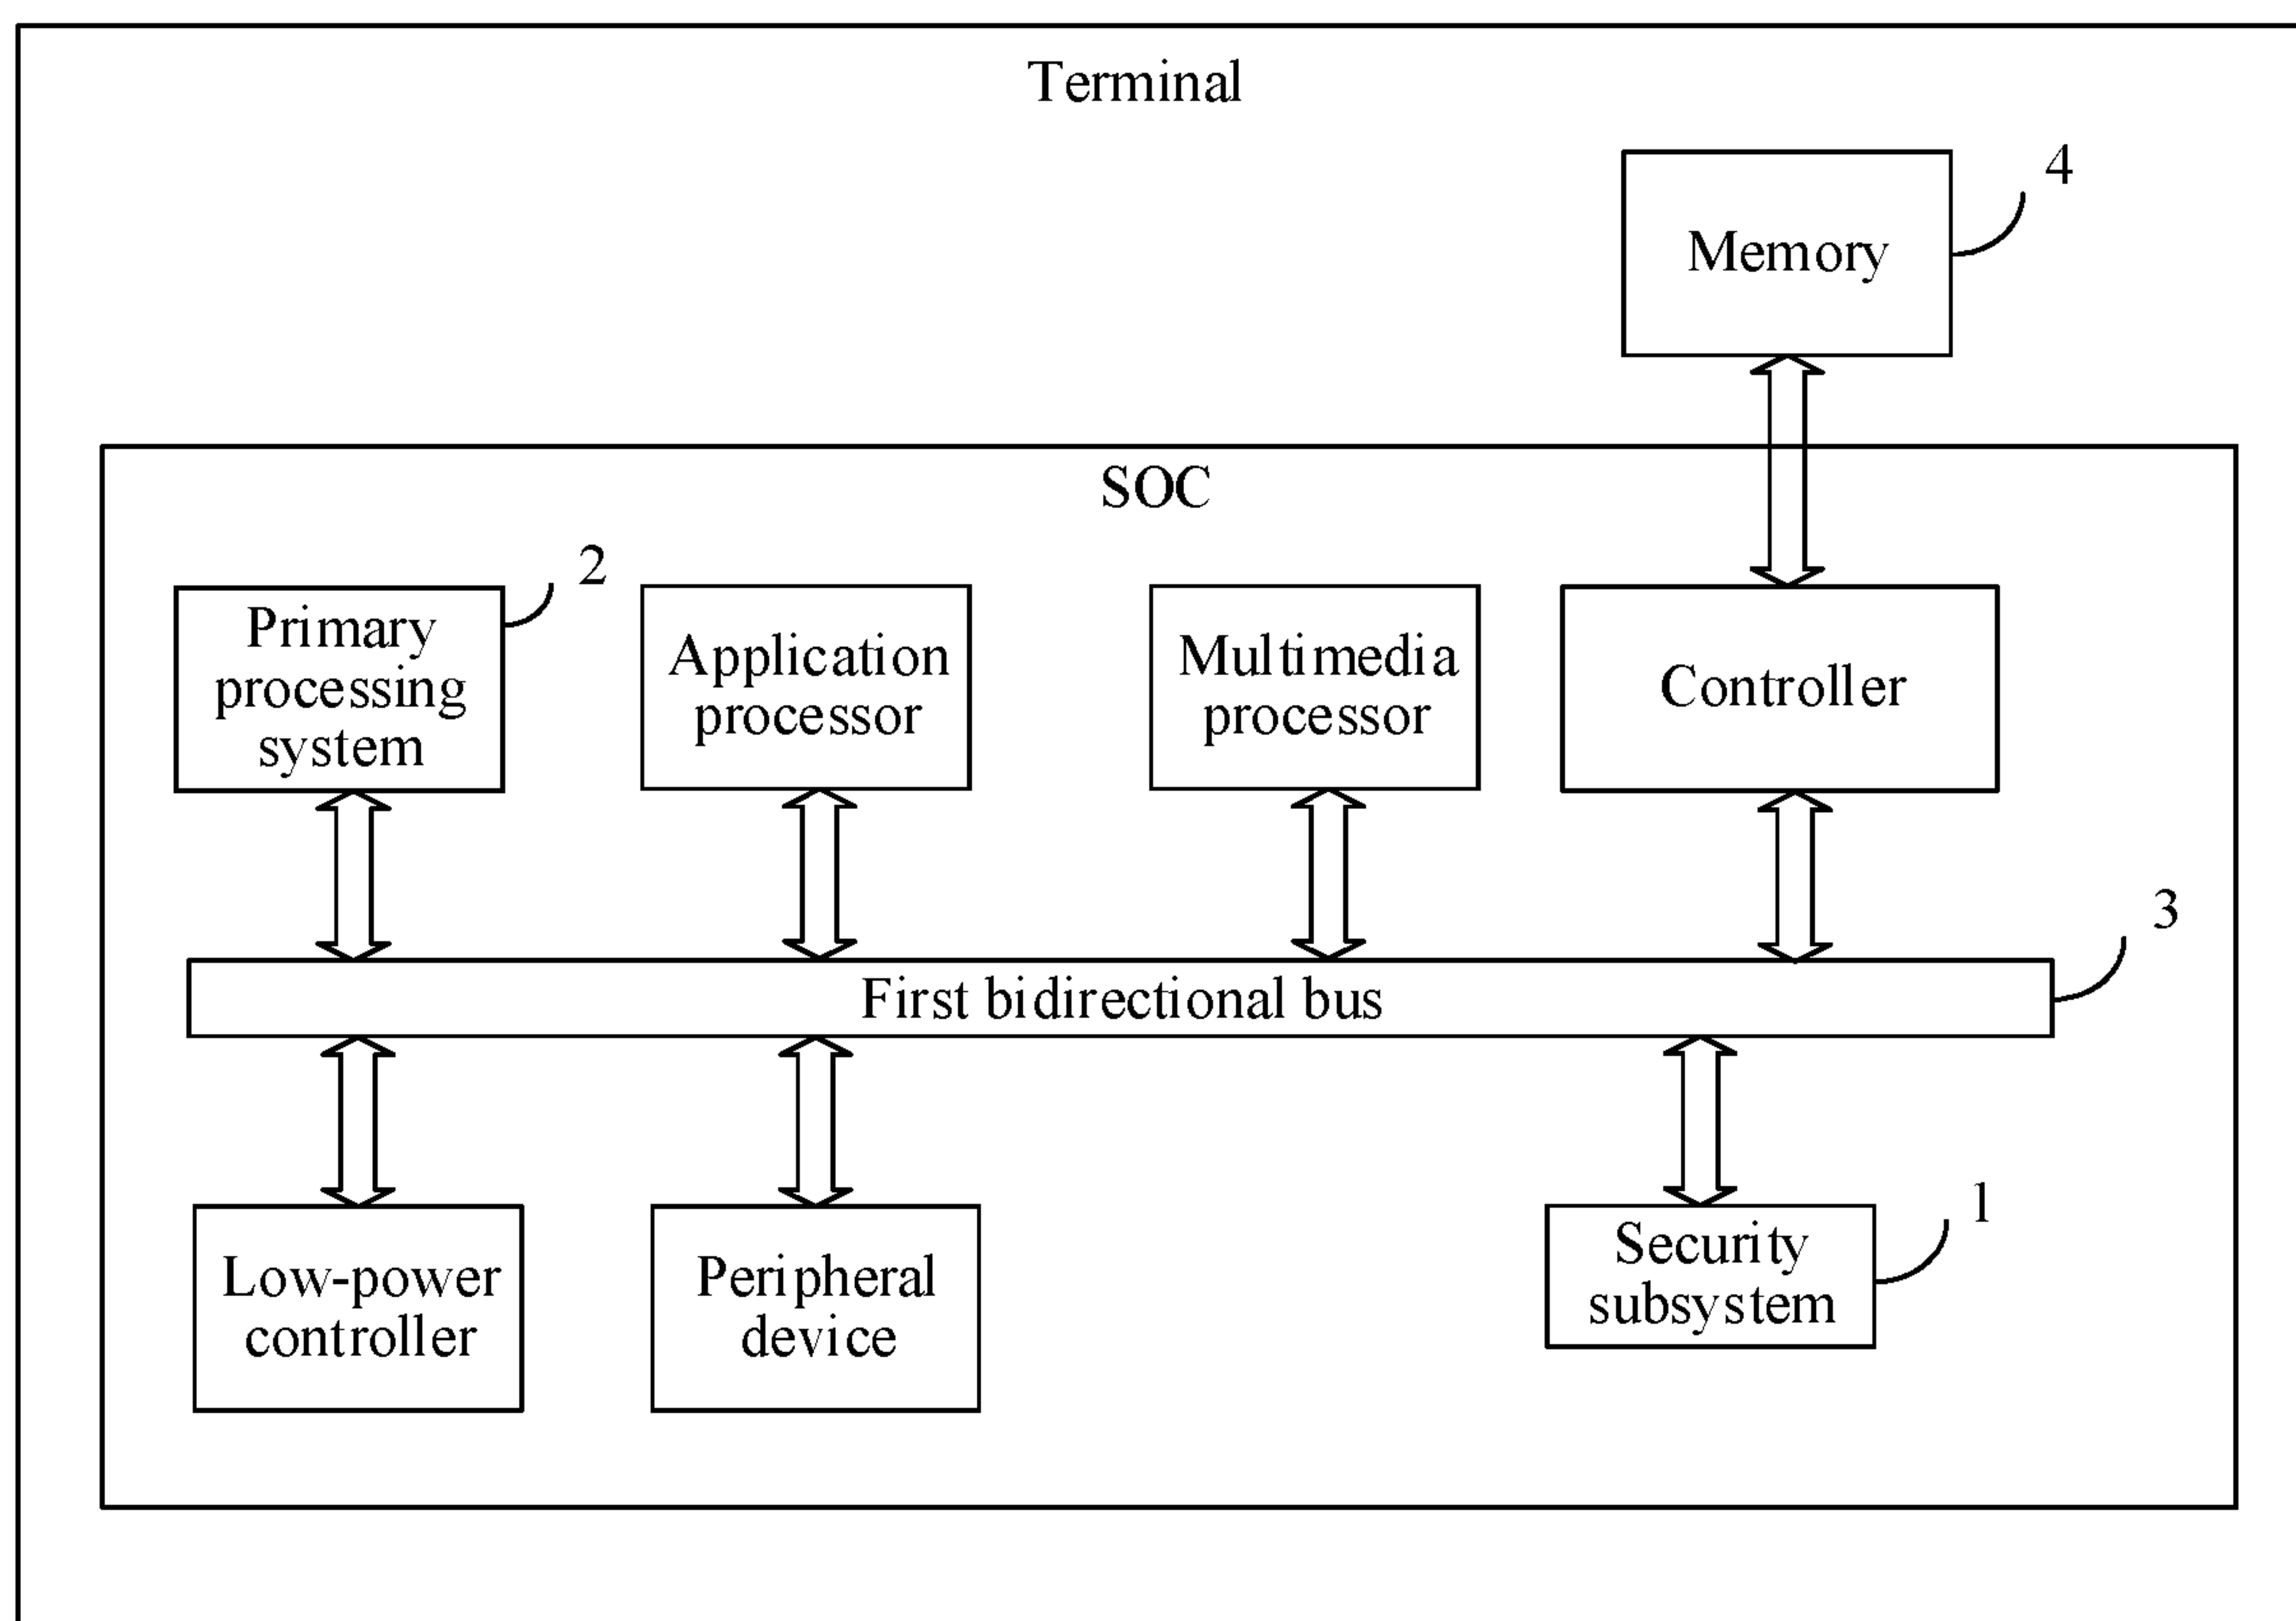 Terminal
4
Memory
SOC
2
Primary
processing
system
Application
processor
Multimedia
processor
Controller
3
First bidirectional bus
1
Low-power
controller
Peripheral
device
Security
subsystem